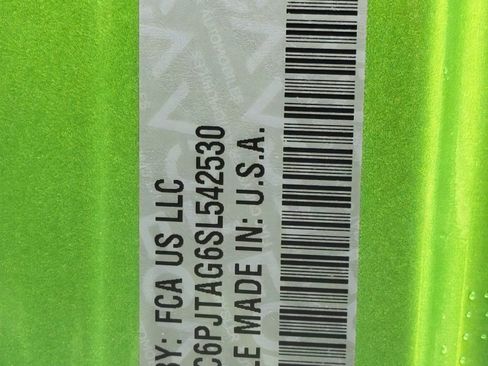 BY: FCA US LLC
C6PJTAG6SL542530
LE MADE IN: U.S.A.